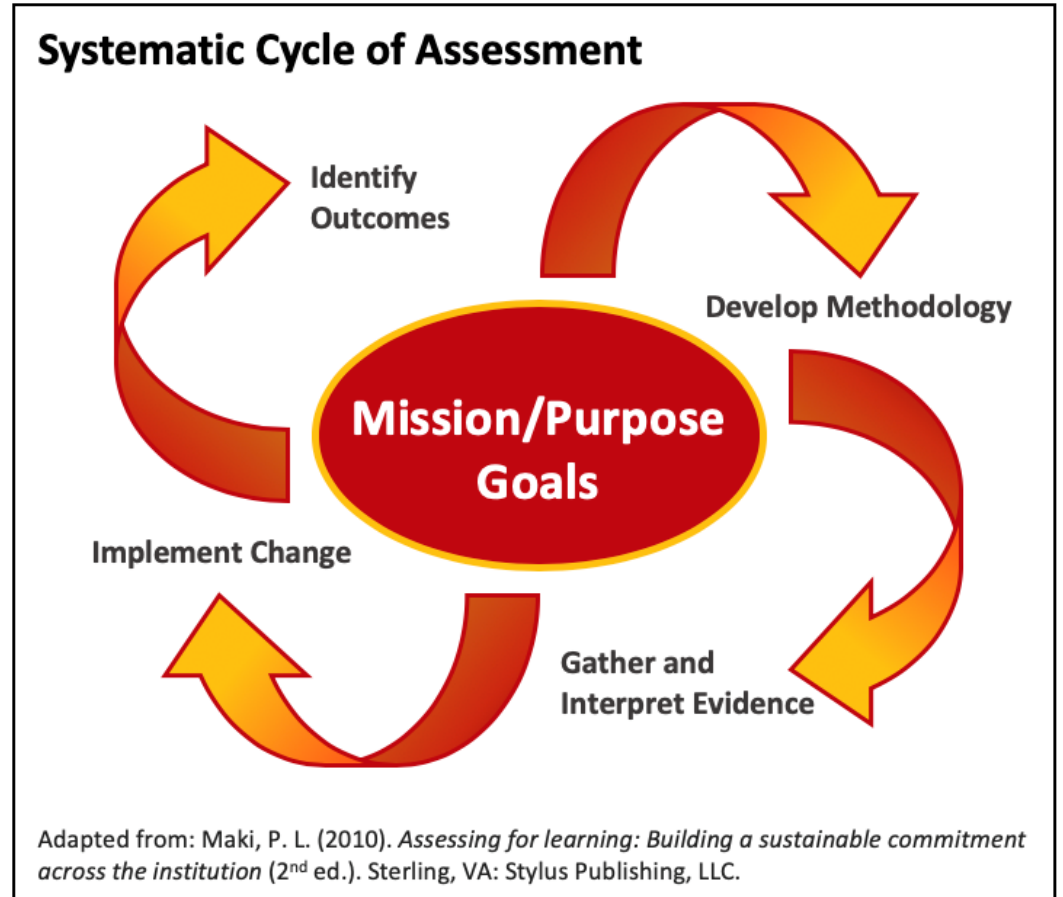 Systematic Cycle of Assessment
Identify
Outcomes
Develop Methodology
Mission/Purpose
Goals
Implement Change
Gather and
Interpret Evidence
Adapted from: Maki, P. L. (2010). Assessing for learning: Building a sustainable commitment
across the institution (2nd ed.). Sterling, VA: Stylus Publishing, LLC.